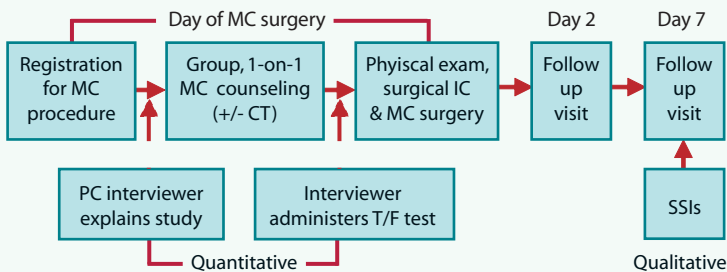 Day of MC surgery
Day 2
Day 7
Registration
for MC
procedure
Group, 1-on-1
MC counseling
(+/- CT)
Phyiscal exam,
surgical IC
& MC surgery
Follow
up
visit
Follow
up
visit
PC interviewer
explains study
Interviewer
administers T/F test
SSIs
Quantitative
Qualitative